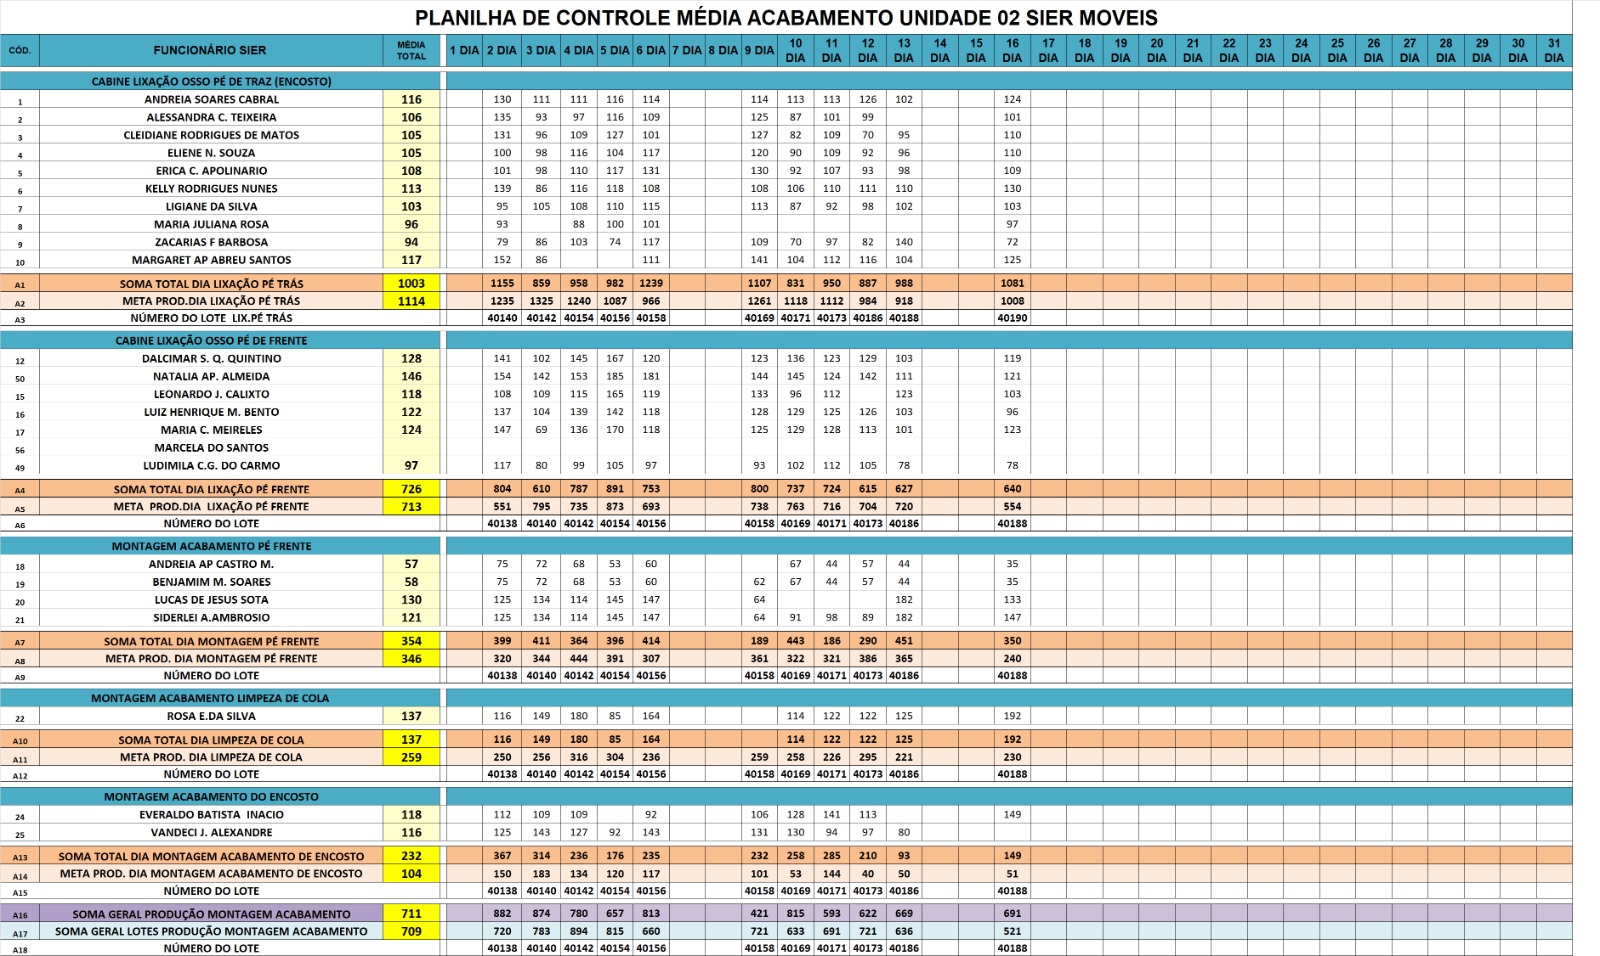 PLANILHA DE CONTROLE MÉDIA ACABAMENTO UNIDADE 02 SIER MOVEIS
CÓD. FUNCIONÁRIO SIER MÉDIA TOTAL 1 DIA 2 DIA 3 DIA 4 DIA 5 DIA 6 DIA 7 DIA 8 DIA 9 DIA 10 DIA 11 DIA 12 DIA 13 DIA 14 DIA 15 DIA 16 DIA 17 DIA 18 DIA 19 DIA 20 DIA 21 DIA 22 DIA 23 DIA 24 DIA 25 DIA 26 DIA 27 DIA 28 DIA 29 DIA 30 DIA 31 DIA
CABINE LIXAÇÃO OSSO PÉ DE TRAZ (ENCOSTO)
1 ANDREIA SOARES CABRAL 116 130 111 111 116 114 114 113 113 126 102 124
2 ALESSANDRA C. TEIXEIRA 106 135 93 97 116 109 125 87 101 99 101
3 CLEIDIANE RODRIGUES DE MATOS 105 131 96 109 127 101 127 82 109 70 95 110
4 ELIENE N. SOUZA 105 100 98 116 104 117 120 90 109 92 96 110
5 ERICA C. APOLINARIO 108 101 98 110 117 131 130 92 107 93 98 109
6 KELLY RODRIGUES NUNES 113 139 86 116 118 108 108 106 110 111 110 130
7 LIGIANE DA SILVA 103 95 105 108 110 115 113 87 92 98 102 103
8 MARIA JULIANA ROSA 96 93 88 100 101 97
9 ZACARIAS F BARBOSA 94 79 86 103 74 117 109 70 97 82 140 72
10 MARGARET AP ABREU SANTOS 117 152 86 111 141 104 112 116 104 125
A1 SOMA TOTAL DIA LIXAÇÃO PÉ TRÁS 1003 1155 859 958 982 1239 1107 831 950 887 988 1081
A2 META PROD.DIA LIXAÇÃO PÉ TRÁS 1114 1235 1325 1240 1087 966 1261 1118 1112 984 918 1008
A3 NÚMERO DO LOTE LIX.PÉ TRÁS 40140 40142 40154 40156 40158 40169 40171 40173 40186 40188 40190
CABINE LIXAÇÃO OSSO PÉ DE FRENTE
12 DALCIMAR S. Q. QUINTINO 128 141 102 145 167 120 123 136 123 129 103 119
50 NATALIA AP. ALMEIDA 146 154 142 153 185 181 144 145 124 142 111 121
15 LEONARDO J. CALIXTO 118 108 109 115 165 119 133 96 112 123 103
16 LUIZ HENRIQUE M. BENTO 122 137 104 139 142 118 128 129 125 126 103 96
17 MARIA C. MEIRELES 124 147 69 136 170 118 125 129 128 113 101 123
56 MARCELA DO SANTOS
49 LUDIMILA C.G. DO CARMO 97 117 80 99 105 97 93 102 112 105 78 78
A4 SOMA TOTAL DIA LIXAÇÃO PÉ FRENTE 726 804 610 787 891 753 800 737 724 615 627 640
A5 META PROD.DIA LIXAÇÃO PÉ FRENTE 713 551 795 735 873 693 738 763 716 704 720 554
A6 NÚMERO DO LOTE 40138 40140 40142 40154 40156 40158 40169 40171 40173 40186 40188
MONTAGEM ACABAMENTO PÉ FRENTE
18 ANDREIA AP CASTRO M. 57 75 72 68 53 60 67 44 57 44 35
19 BENJAMIM M. SOARES 58 75 72 68 53 60 62 67 44 57 44 35
20 LUCAS DE JESUS SOTA 130 125 134 114 145 147 64 182 133
21 SIDERLEI A.AMBROSIO 121 125 134 114 145 147 64 91 98 89 182 147
A7 SOMA TOTAL DIA MONTAGEM PÉ FRENTE 354 399 411 364 396 414 189 443 186 290 451 350
A8 META PROD. DIA MONTAGEM PÉ FRENTE 346 320 344 444 391 307 361 322 321 386 365 240
A9 NÚMERO DO LOTE 40138 40140 40142 40154 40156 40158 40169 40171 40173 40186 40188
MONTAGEM ACABAMENTO LIMPEZA DE COLA
22 ROSA E.DA SILVA 137 116 149 180 85 164 114 122 122 125 192
A10 SOMA TOTAL DIA LIMPEZA DE COLA 137 116 149 180 85 164 114 122 122 125 192
A11 META PROD. DIA LIMPEZA DE COLA 259 250 256 316 304 236 259 258 226 295 221 230
A12 NÚMERO DO LOTE 40138 40140 40142 40154 40156 40158 40169 40171 40173 40186 40188
MONTAGEM ACABAMENTO DO ENCOSTO
24 EVERALDO BATISTA INACIO 118 112 109 109 92 106 128 141 113 149
25 VANDECI J. ALEXANDRE 116 125 143 127 92 143 131 130 94 97 80
A13 SOMA TOTAL DIA MONTAGEM ACABAMENTO DE ENCOSTO 232 367 314 236 176 235 232 258 285 210 93 149
A14 META PROD. DIA MONTAGEM ACABAMENTO DE ENCOSTO 104 150 183 134 120 117 101 53 144 40 50 51
A15 NÚMERO DO LOTE 40138 40140 40142 40154 40156 40158 40169 40171 40173 40186 40188
A16 SOMA GERAL PRODUÇÃO MONTAGEM ACABAMENTO 711 882 874 780 657 813 421 815 593 622 669 691
A17 SOMA GERAL LOTES PRODUÇÃO MONTAGEM ACABAMENTO 709 720 783 894 815 660 721 633 691 721 636 521
A18 NÚMERO DO LOTE 40138 40140 40142 40154 40156 40158 40169 40171 40173 40186 40188